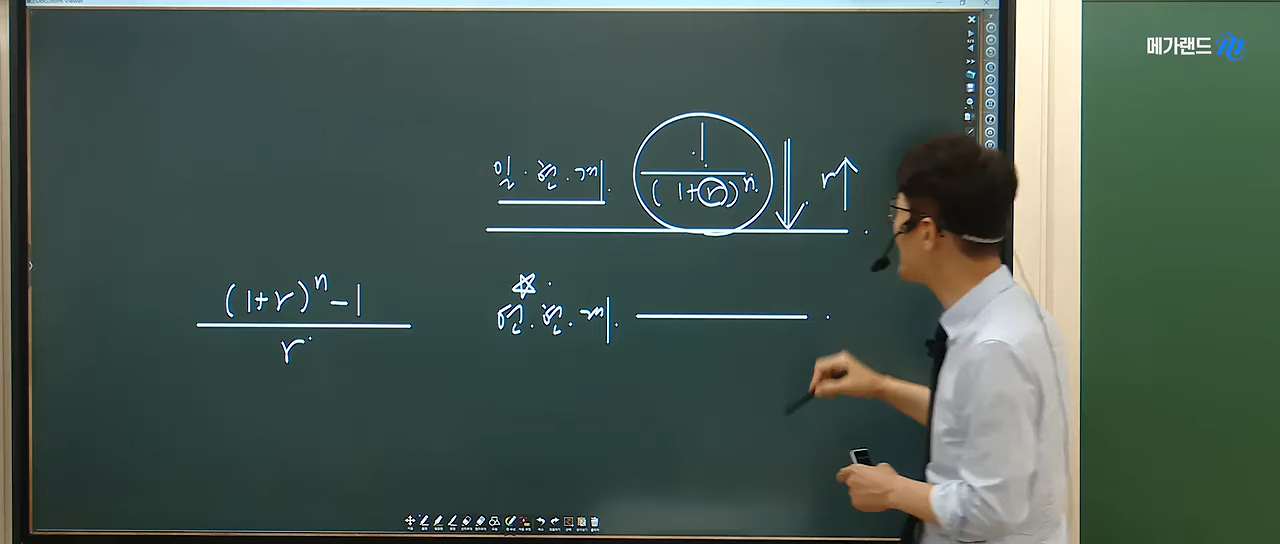 메가랜드
일.현.계. 1/(1+r)^n r↑
(1+r)^n-1/r
☆
연.현.계.